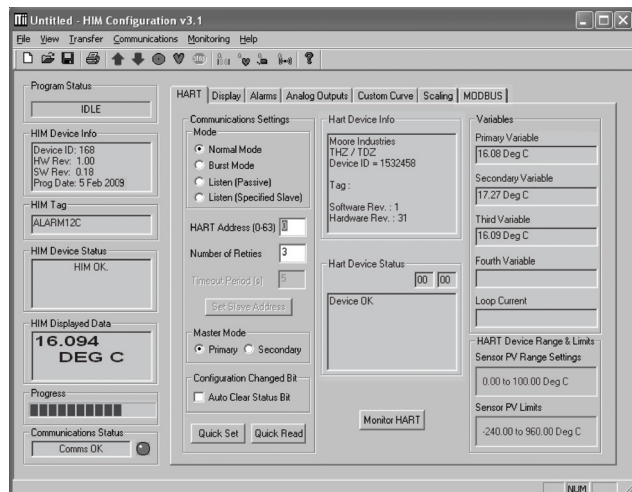 Untitled - HIM Configuration v3.1
File View Transfer Communications Monitoring Help
Program Status
IDLE
HIM Device Info
Device ID: 168
HW Rev: 1.00
SW Rev: 0.18
Prog Date: 5 Feb 2009
HIM Tag
ALARM12C
HIM Device Status
HIM OK.
HIM Displayed Data
16.094
DEG C
Progress
Communications Status
Comms OK
HART Display Alarms Analog Outputs Custom Curve Scaling MODBUS
Communications Settings
Mode
Normal Mode
Burst Mode
Listen (Passive)
Listen (Specified Slave)
HART Address (0-63) 0
Number of Retries 3
Timeout Period (s) 5
Set Slave Address
Master Mode
Primary Secondary
Configuration Changed Bit
Auto Clear Status Bit
Quick Set Quick Read
Hart Device Info
Moore Industries
THZ / TDZ
Device ID = 1532458
Tag :
Software Rev. : 1
Hardware Rev. : 31
Hart Device Status
00 00
Device OK
Monitor HART
Variables
Primary Variable
16.08 Deg C
Secondary Variable
17.27 Deg C
Third Variable
16.09 Deg C
Fourth Variable
Loop Current
HART Device Range & Limits
Sensor PV Range Settings
0.00 to 100.00 Deg C
Sensor PV Limits
-240.00 to 960.00 Deg C
NUM